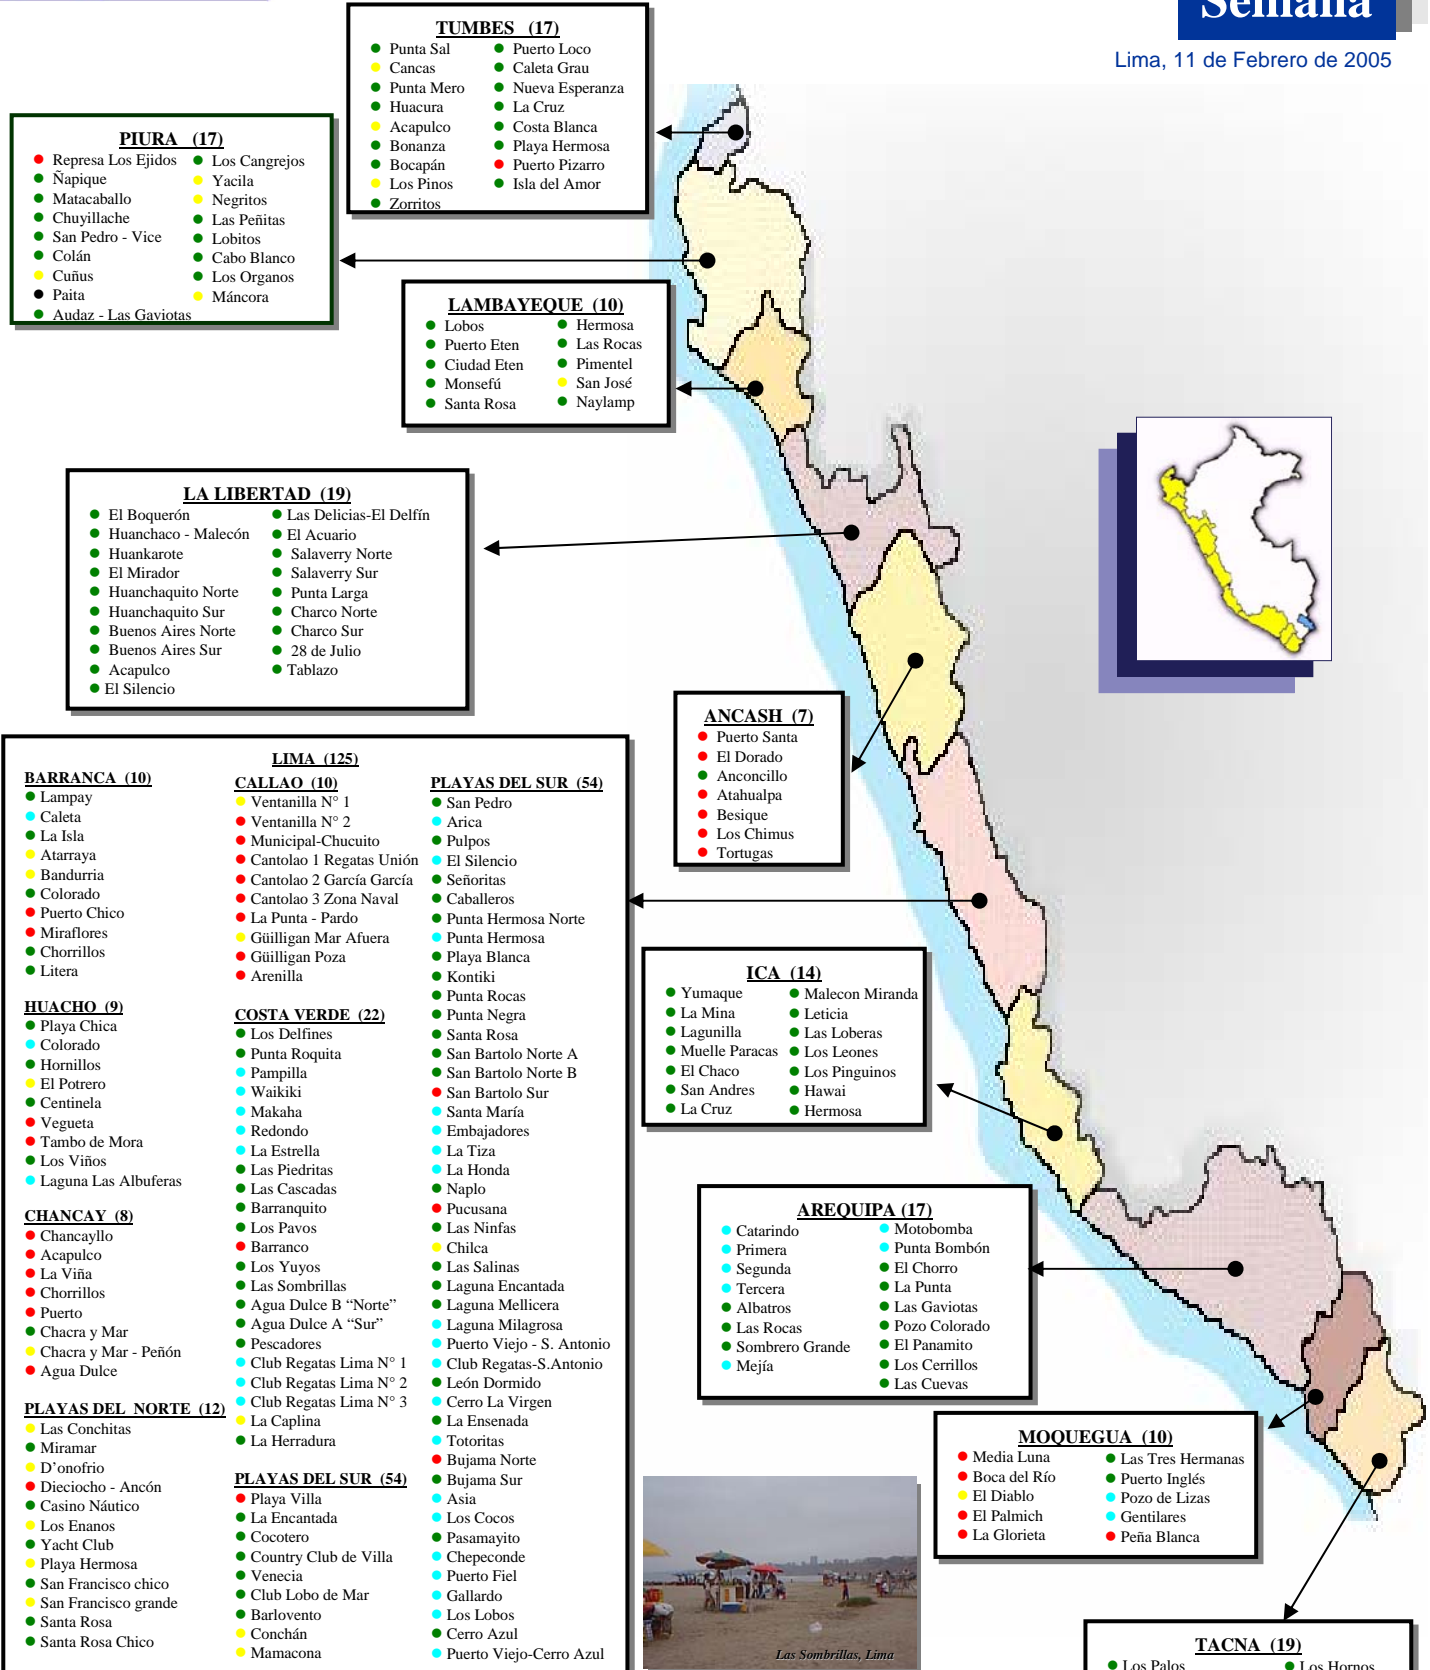 Semana
Lima, 11 de Febrero de 2005
TUMBES (17)
Punta Sal
Cancas
Punta Mero
Huacura
Acapulco
Bonanza
Bocapán
Los Pinos
Zorritos
Puerto Loco
Caleta Grau
Nueva Esperanza
La Cruz
Costa Blanca
Playa Hermosa
Puerto Pizarro
Isla del Amor
PIURA (17)
Represa Los Ejidos
Ñapique
Matacaballo
Chuyillache
San Pedro - Vice
Colán
Cuñus
Paita
Audaz - Las Gaviotas
Los Cangrejos
Yacila
Negritos
Las Peñitas
Lobitos
Cabo Blanco
Los Organos
Máncora
LAMBAYEQUE (10)
Lobos
Puerto Eten
Ciudad Eten
Monsefú
Santa Rosa
Hermosa
Las Rocas
Pimentel
San José
Naylamp
LA LIBERTAD (19)
El Boquerón
Huanchaco - Malecón
Huankarote
El Mirador
Huanchaquito Norte
Huanchaquito Sur
Buenos Aires Norte
Buenos Aires Sur
Acapulco
El Silencio
Las Delicias-El Delfín
El Acuario
Salaverry Norte
Salaverry Sur
Punta Larga
Charco Norte
Charco Sur
28 de Julio
Tablazo
ANCASH (7)
Puerto Santa
El Dorado
Anconcillo
Atahualpa
Besique
Los Chimus
Tortugas
LIMA (125)
BARRANCA (10)
Lampay
Caleta
La Isla
Atarraya
Bandurria
Colorado
Puerto Chico
Miraflores
Chorrillos
Litera
HUACHO (9)
Playa Chica
Colorado
Hornillos
El Potrero
Centinela
Vegueta
Tambo de Mora
Los Viños
Laguna Las Albuferas
CHANCAY (8)
Chancayllo
Acapulco
La Viña
Chorrillos
Puerto
Chacra y Mar
Chacra y Mar - Peñón
Agua Dulce
PLAYAS DEL NORTE (12)
Las Conchitas
Miramar
D'onofrio
Dieciocho - Ancón
Casino Náutico
Los Enanos
Yacht Club
Playa Hermosa
San Francisco chico
San Francisco grande
Santa Rosa
Santa Rosa Chico
CALLAO (10)
Ventanilla N° 1
Ventanilla N° 2
Municipal-Chucuito
Cantolao 1 Regatas Unión
Cantolao 2 García García
Cantolao 3 Zona Naval
La Punta - Pardo
Güilligan Mar Afuera
Güilligan Poza
Arenilla
COSTA VERDE (22)
Los Delfines
Punta Roquita
Pampilla
Waikiki
Makaha
Redondo
La Estrella
Las Piedritas
Las Cascadas
Barranquito
Los Pavos
Barranco
Los Yuyos
Las Sombrillas
Agua Dulce B “Norte”
Agua Dulce A “Sur”
Pescadores
Club Regatas Lima N° 1
Club Regatas Lima N° 2
Club Regatas Lima N° 3
La Caplina
La Herradura
PLAYAS DEL SUR (54)
Playa Villa
La Encantada
Cocotero
Country Club de Villa
Venecia
Club Lobo de Mar
Barlovento
Conchán
Mamacona
PLAYAS DEL SUR (54)
San Pedro
Arica
Pulpos
El Silencio
Señoritas
Caballeros
Punta Hermosa Norte
Punta Hermosa
Playa Blanca
Kontiki
Punta Rocas
Punta Negra
Santa Rosa
San Bartolo Norte A
San Bartolo Norte B
San Bartolo Sur
Santa María
Embajadores
La Tiza
La Honda
Naplo
Pucusana
Las Ninfas
Chilca
Las Salinas
Laguna Encantada
Laguna Mellicera
Laguna Milagrosa
Puerto Viejo - S. Antonio
Club Regatas-S.Antonio
León Dormido
Cerro La Virgen
La Ensenada
Totoritas
Bujama Norte
Bujama Sur
Asia
Los Cocos
Pasamayito
Chepeconde
Puerto Fiel
Gallardo
Los Lobos
Cerro Azul
Puerto Viejo-Cerro Azul
ICA (14)
Yumaque
La Mina
Lagunilla
Muelle Paracas
El Chaco
San Andres
La Cruz
Malecon Miranda
Leticia
Las Loberas
Los Leones
Los Pinguinos
Hawai
Hermosa
AREQUIPA (17)
Catarindo
Primera
Segunda
Tercera
Albatros
Las Rocas
Sombrero Grande
Mejía
Motobomba
Punta Bombón
El Chorro
La Punta
Las Gaviotas
Pozo Colorado
El Panamito
Los Cerrillos
Las Cuevas
MOQUEGUA (10)
Media Luna
Boca del Río
El Diablo
El Palmich
La Glorieta
Las Tres Hermanas
Puerto Inglés
Pozo de Lizas
Gentilares
Peña Blanca
Las Sombrillas, Lima
TACNA (19)
Los Palos
Los Hornos